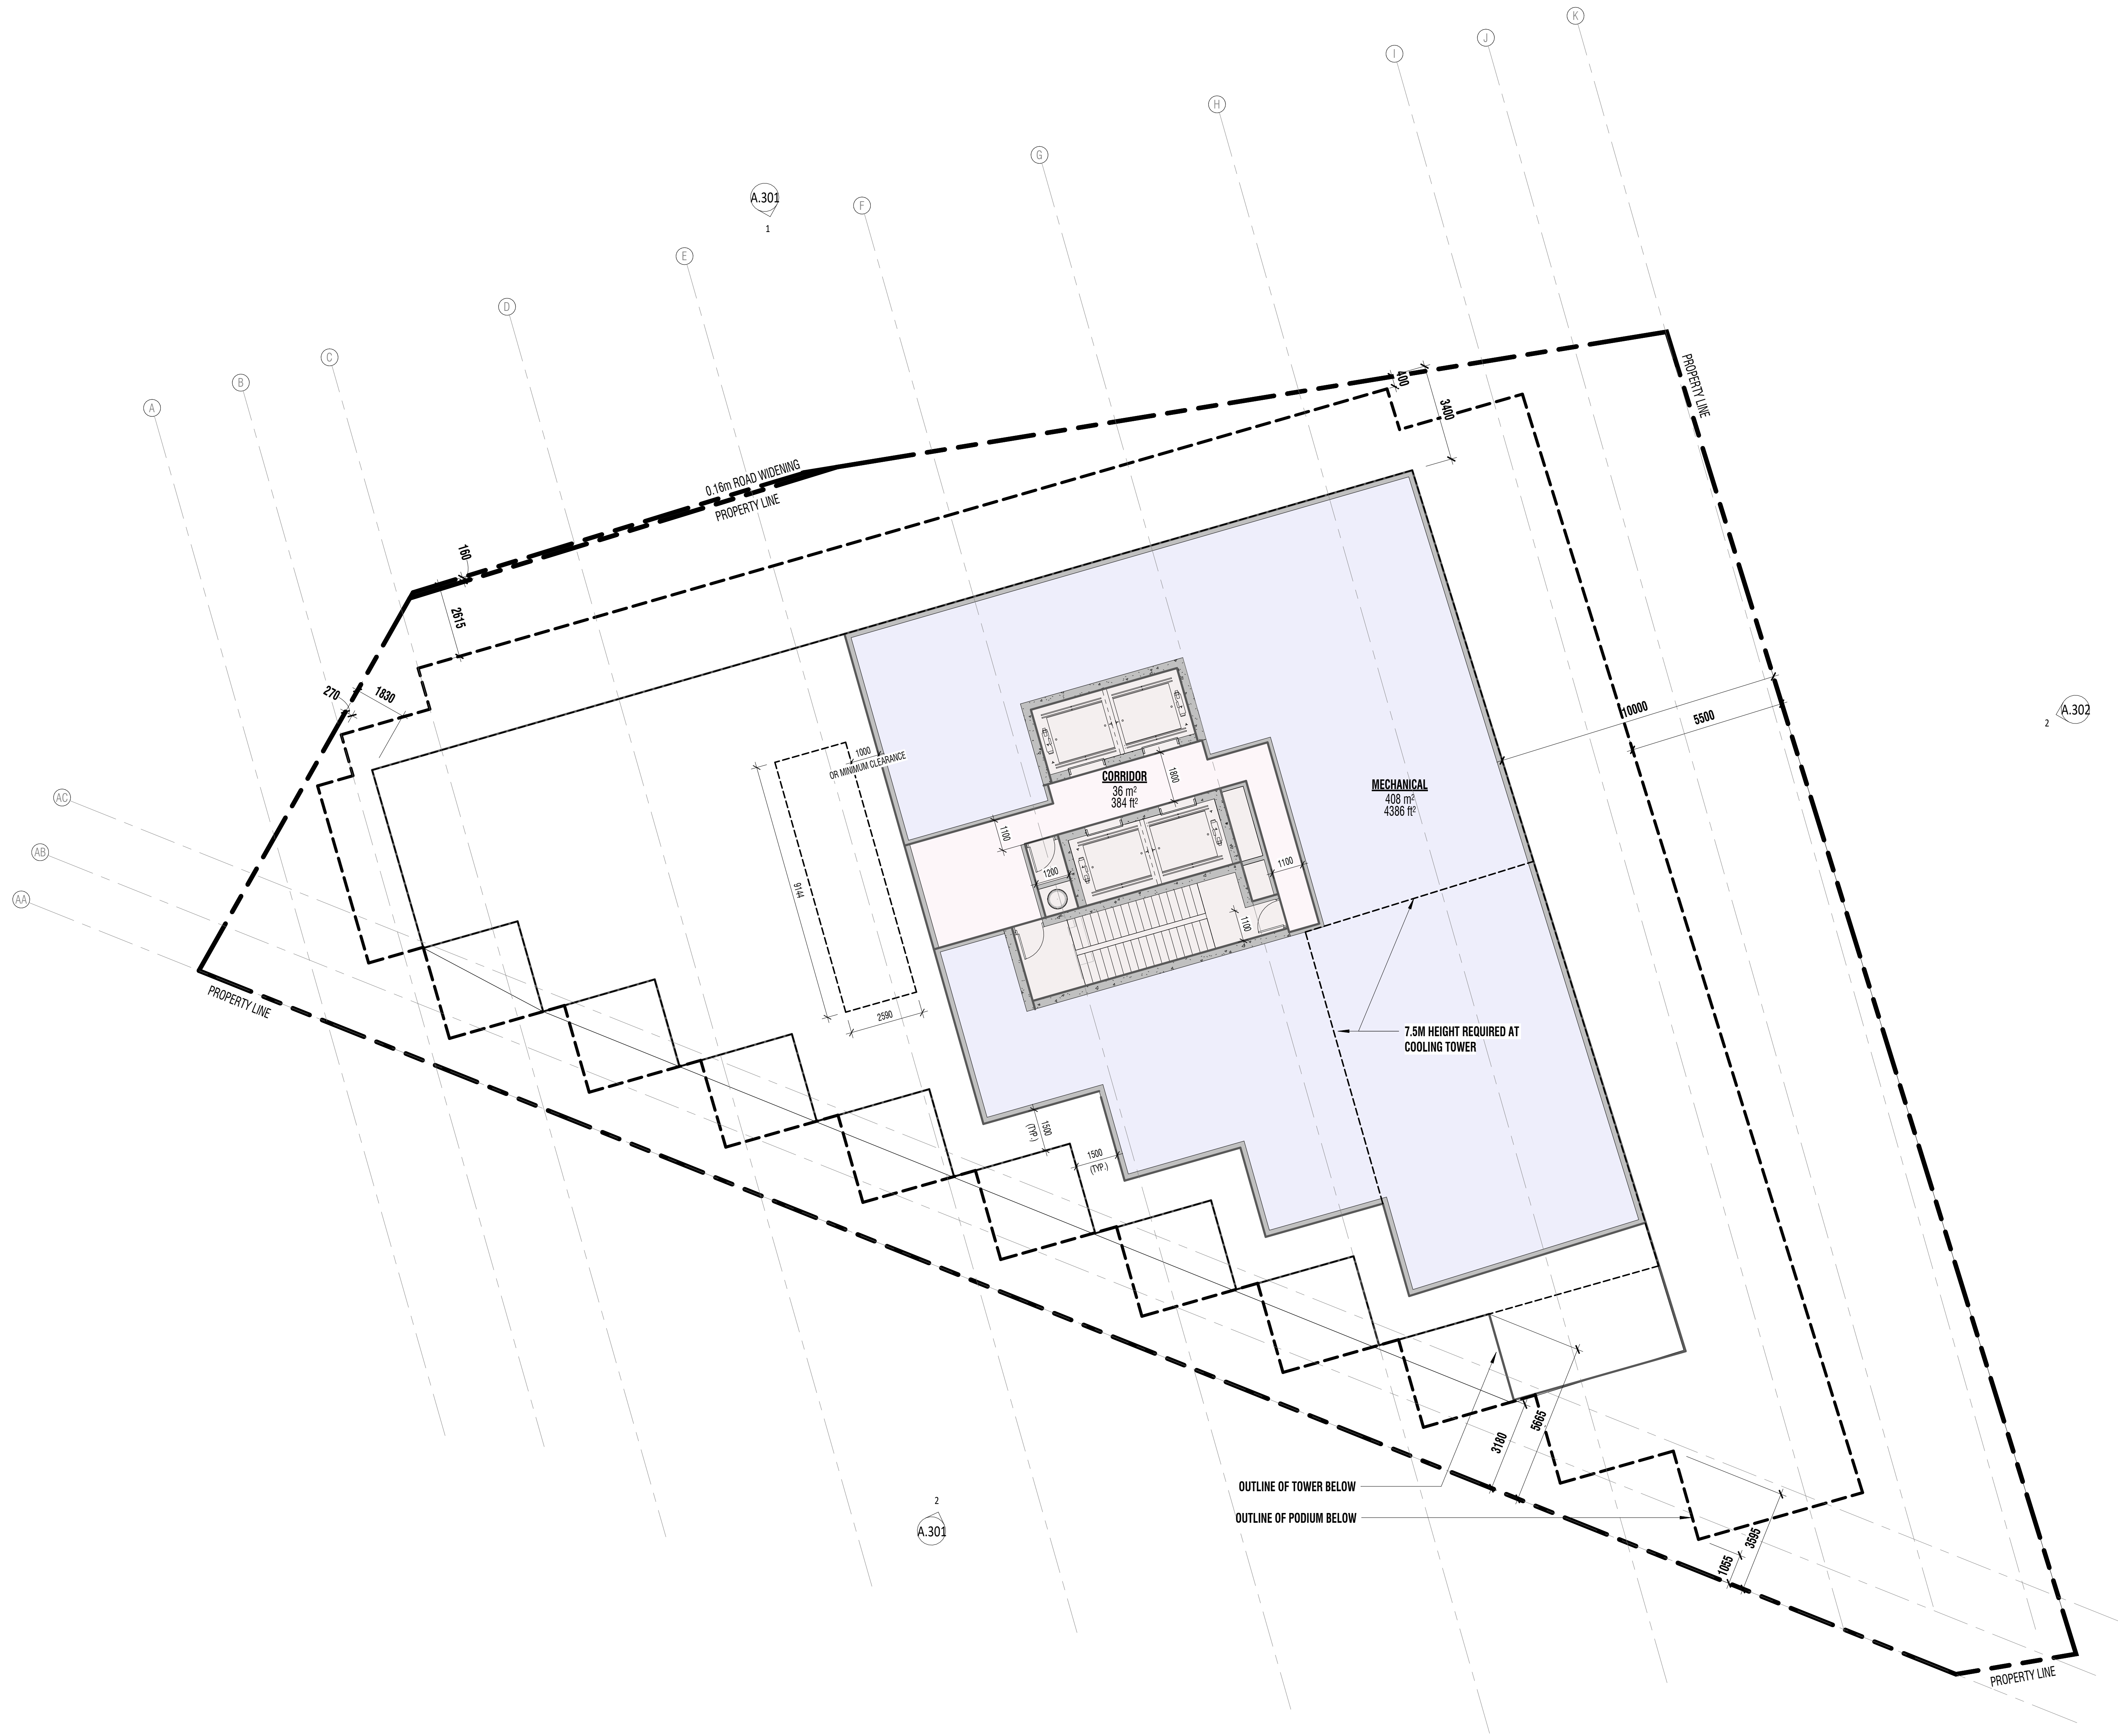 K
J
I
H
G
A.301
1
F
E
D
C
B
A
PROPERTY LINE
400
3400
0.16m ROAD WIDENING
PROPERTY LINE
160
2615
270
1830
10000
5500
A.302
2
1000
OR MINIMUM CLEARANCE
CORRIDOR
36 m²
384 ft²
1800
MECHANICAL
408 m²
4386 ft²
AC
AB
AA
1100
1200
1100
9144
1100
PROPERTY LINE
2590
7.5M HEIGHT REQUIRED AT
COOLING TOWER
1500
(TYP.)
1500
(TYP.)
5665
3180
OUTLINE OF TOWER BELOW
2
A.301
OUTLINE OF PODIUM BELOW
3595
1055
PROPERTY LINE